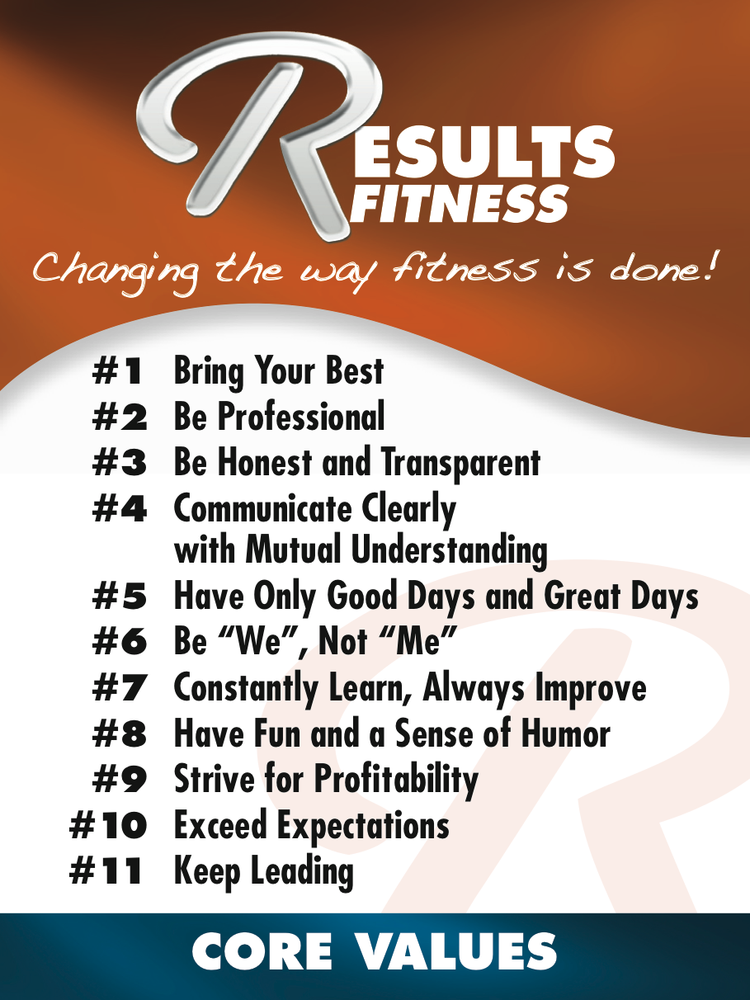 RESULTS
FITNESS
Changing the way fitness is done!
#1 Bring Your Best
#2 Be Professional
#3 Be Honest and Transparent
#4 Communicate Clearly
with Mutual Understanding
#5 Have Only Good Days and Great Days
#6 Be “We”, Not “Me”
#7 Constantly Learn, Always Improve
#8 Have Fun and a Sense of Humor
#9 Strive for Profitability
#10 Exceed Expectations
#11 Keep Leading
CORE VALUES